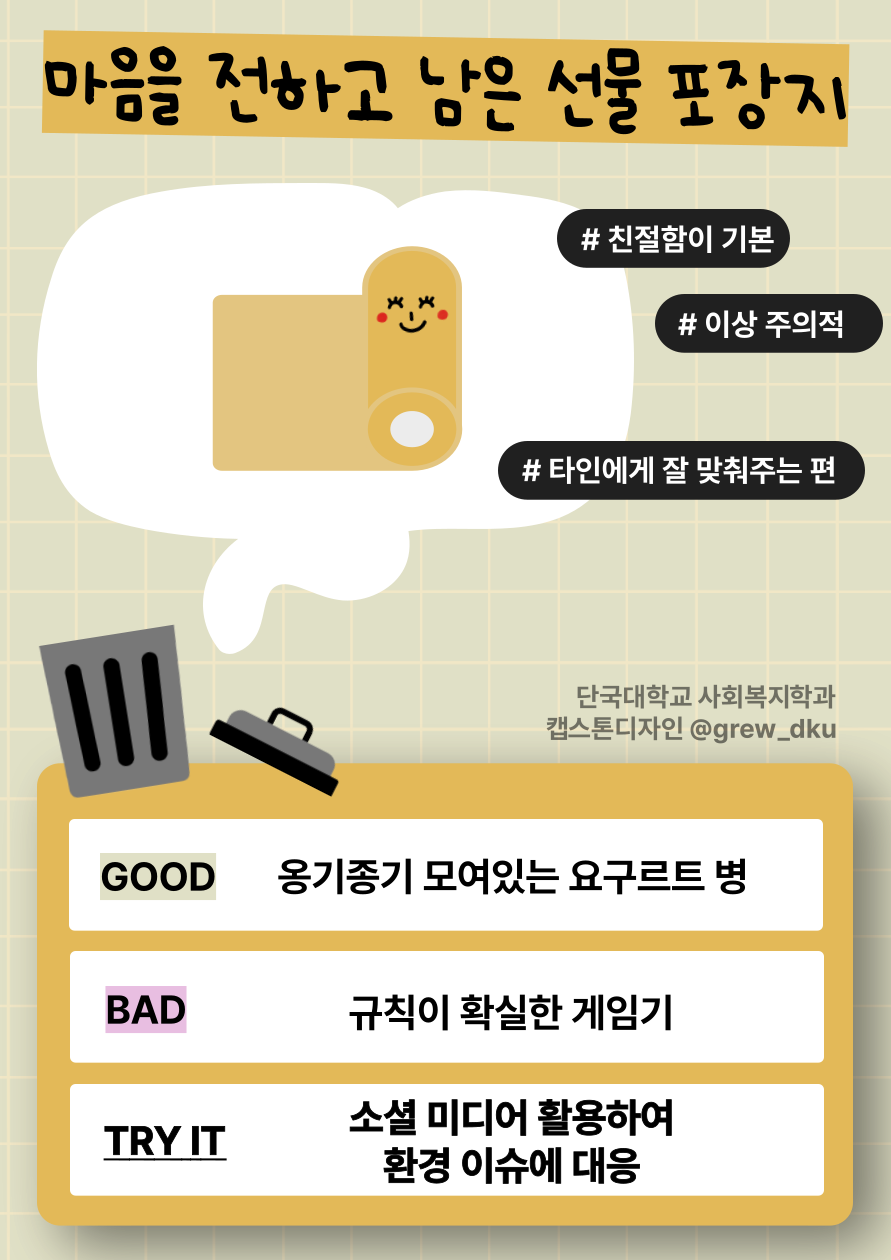 마음을 전하고 남은 선물 포장지
# 친절함이 기본
# 이상 주의적
# 타인에게 잘 맞춰주는 편
단국대학교 사회복지학과
캡스톤디자인 @grew_dku
GOOD 옹기종기 모여있는 요구르트 병
BAD 규칙이 확실한 게임기
TRY IT 소셜 미디어 활용하여
환경 이슈에 대응